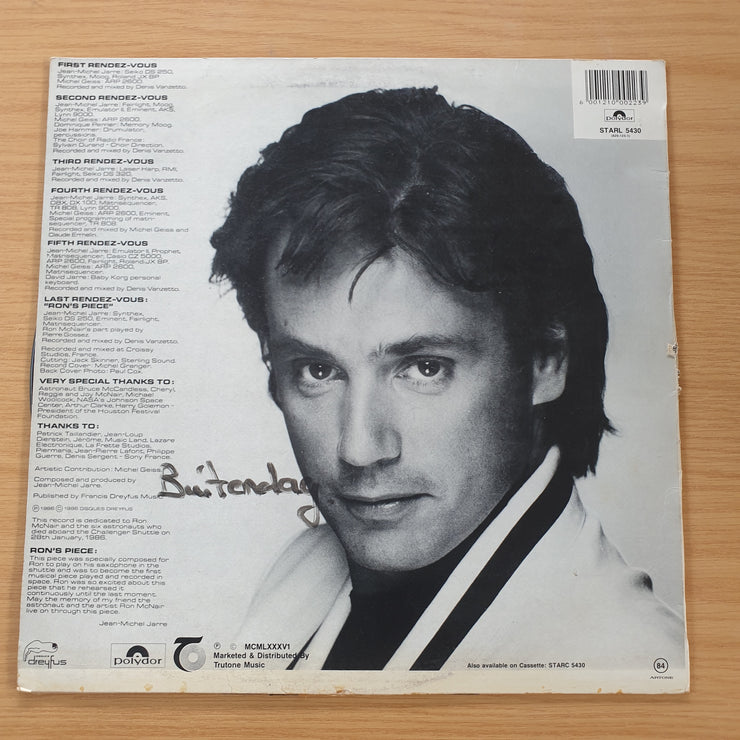 FIRST RENDEZ-VOUS
Jean-Michel Jarre: Seiko DS 250,
Synthex, Moog, Roland JX 8P.
Michel Geiss: ARP 2600.
Recorded and mixed by Denis Vanzetto.
SECOND RENDEZ-VOUS
Jean-Michel Jarre: Fairlight, Moog,
Synthex, Emulator II, Eminent, AKS,
Lynn 9000.
Michel Geiss: ARP 2600.
Dominique Perrier: Memory Moog.
Joe Hammer: Drumulator,
percussions.
The Choir of Radio France:
Sylvain Durand - Choir Direction.
Recorded and mixed by Denis Vanzetto.
THIRD RENDEZ-VOUS
Jean-Michel Jarre: Laser Harp, RMI,
Fairlight, Seiko DS 320.
Recorded and mixed by Denis Vanzetto.
FOURTH RENDEZ-VOUS
Jean-Michel Jarre: Synthex, AKS,
OBX, DX 100, Matrisequencer,
TR 808, Lynn 9000.
Michel Geiss: ARP 2600, Eminent,
Special programming of matri-
sequencer, TR 808.
Recorded and mixed by Michel Geiss and
Claude Ermelin.
FIFTH RENDEZ-VOUS
Jean-Michel Jarre: Emulator II, Prophet,
Matrisequencer, Casio CZ 5000,
ARP 2600, Fairlight, Roland JX 8P.
Michel Geiss: ARP 2600,
Matrisequencer.
David Jarre: Baby Korg personal
keyboard.
Recorded and mixed by Denis Vanzetto.
LAST RENDEZ-VOUS:
"RON'S PIECE"
Jean-Michel Jarre: Synthex,
Seiko DS 250, Eminent, Fairlight,
Matrisequencer.
Ron McNair's part played by
Pierre Gossez.
Recorded and mixed by Denis Vanzetto.
Recorded and mixed at Croissy
Studios, France.
Cutting: Jack Skinner, Sterling Sound.
Record Cover: Michel Granger.
Back Cover Photo: Paul Cox.
VERY SPECIAL THANKS TO:
Astronaut Bruce McCandless, Cheryl,
Reggie and Joy McNair, Michael
Woolcock, NASA's Johnson Space
Center, Arthur Clarke, Harry Golemon -
President of the Houston Festival
Foundation.
THANKS TO:
Patrick Taillandier, Jean-Loup
Dierstein, Jérôme, Music Land, Lazare
Electronique, La Frette Studios,
Piermaria, Jean-Pierre Lafont, Philippe
Guerre, Denis Sergent - Sony France.
Artistic Contribution: Michel Geiss.
Composed and produced by
Jean-Michel Jarre.
Published by Francis Dreyfus Music
Ⓟ 1986 © 1986 DISQUES DREYFUS
This record is dedicated to Ron
McNair and the six astronauts who
died aboard the Challenger Shuttle on
28th January, 1986.
RON'S PIECE:
This piece was specially composed for
Ron to play on his saxophone in the
shuttle and was to become the first
musical piece played and recorded in
space. Ron was so excited about this
piece that he rehearsed it
continuously until the last moment.
May the memory of my friend the
astronaut and the artist Ron McNair
live on through this piece.
Jean-Michel Jarre
Buitendag
6 001210 002239
polydor
STARL 5430
dreyfus
polydor
Ⓟ © MCMLXXXV1
Marketed & Distributed By
Trutone Music
Also available on Cassette: STARC 5430
84
ARTONE